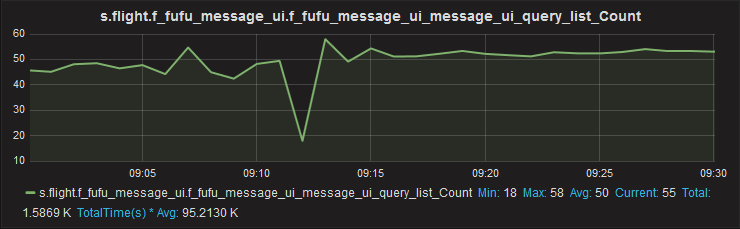 s.flight.f_fufu_message_ui.f_fufu_message_ui_message_ui_query_list_Count
60
50
40
30
20
10
09:05 09:10 09:15 09:20 09:25 09:30
s.flight.f_fufu_message_ui.f_fufu_message_ui_message_ui_query_list_Count Min: 18 Max: 58 Avg: 50 Current: 55 Total:
1.5869 K TotalTime(s) * Avg: 95.2130 K